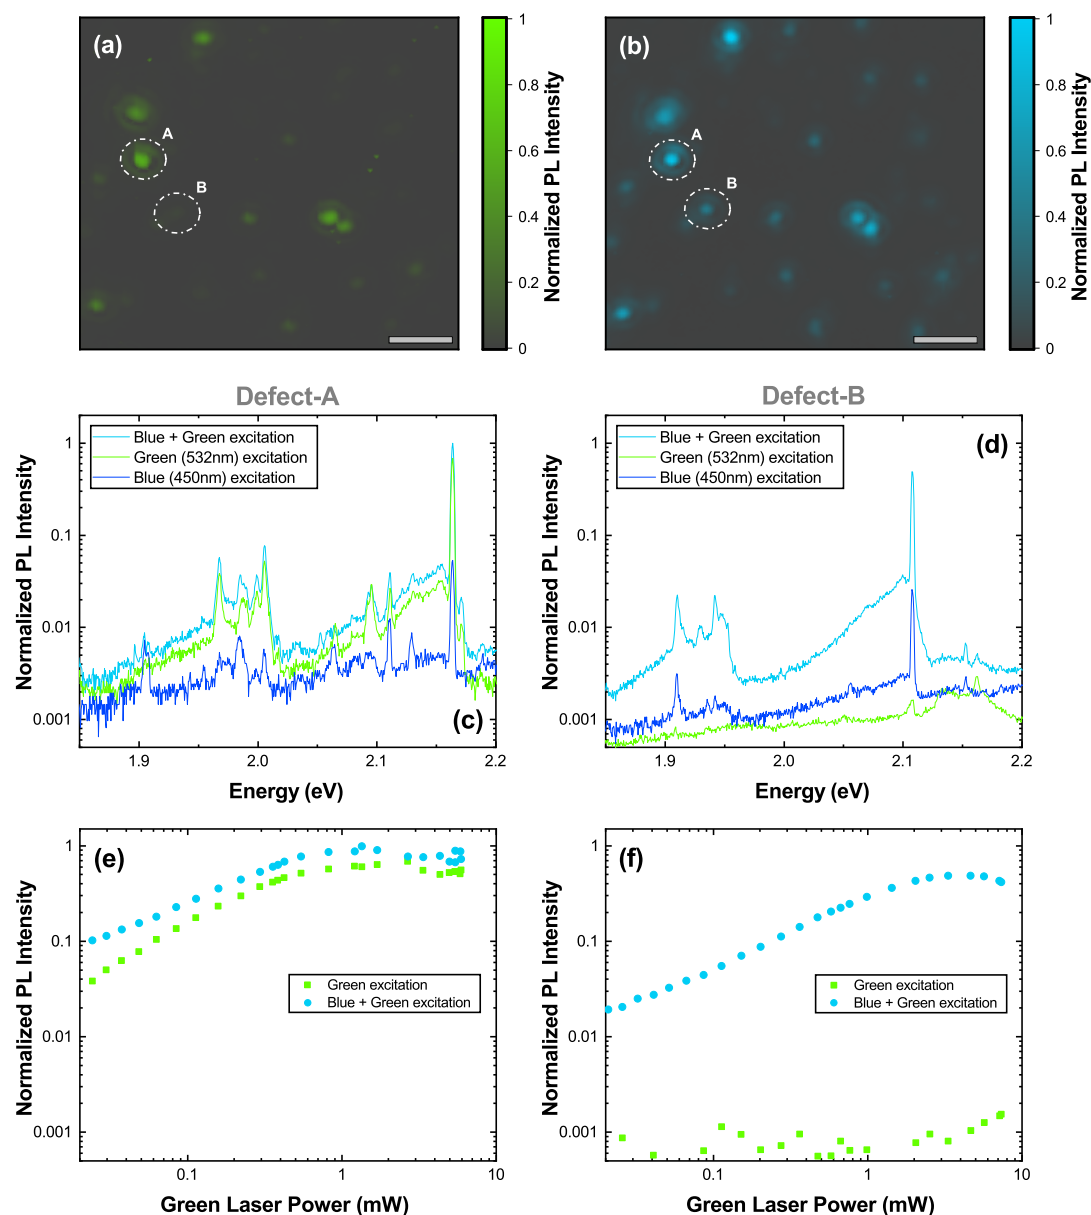 (a)
A
B
1
0.8
0.6
0.4
0.2
0
Normalized PL Intensity
(b)
A
B
1
0.8
0.6
0.4
0.2
0
Normalized PL Intensity
Defect-A
Blue + Green excitation
Green (532nm) excitation
Blue (450nm) excitation
1
0.1
0.01
0.001
Normalized PL Intensity
(c)
1.9 2.0 2.1 2.2
Energy (eV)
Defect-B
Blue + Green excitation
Green (532nm) excitation
Blue (450nm) excitation
(d)
1
0.1
0.01
0.001
Normalized PL Intensity
1.9 2.0 2.1 2.2
Energy (eV)
(e)
1
0.1
0.01
0.001
Normalized PL Intensity
Green excitation
Blue + Green excitation
0.1 1 10
Green Laser Power (mW)
(f)
1
0.1
0.01
0.001
Normalized PL Intensity
Green excitation
Blue + Green excitation
0.1 1 10
Green Laser Power (mW)